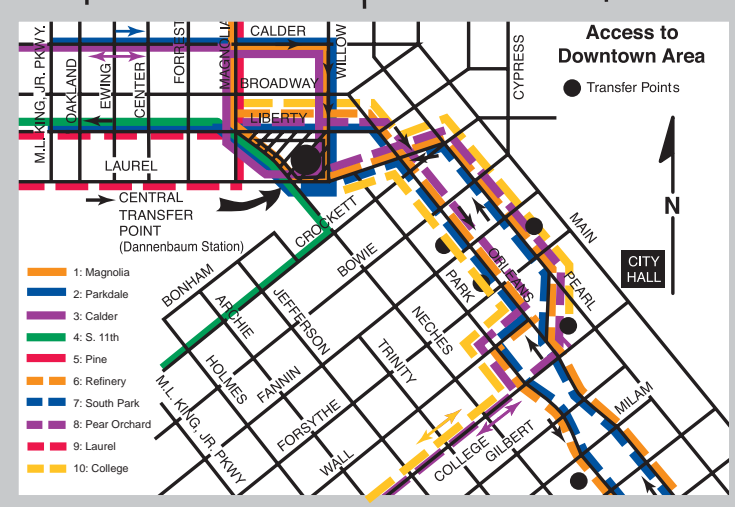 Access to
Downtown Area
Transfer Points
M.L. KING, JR. PKWY.
OAKLAND
EWING
CENTER
FORREST
MAGNOLIA
CALDER
WILLOW
BROADWAY
LIBERTY
LAUREL
CYPRESS
CENTRAL
TRANSFER
POINT
(Dannenbaum Station)
CROCKETT
BOWIE
BONHAM
ARCHIE
JEFFERSON
HOLMES
FANNIN
FORSYTHE
WALL
TRINITY
NECHES
PARK
ORLEANS
PEARL
MAIN
MILAM
COLLEGE
GILBERT
M.L. KING, JR. PKWY
N
CITY
HALL
1: Magnolia
2: Parkdale
3: Calder
4: S. 11th
5: Pine
6: Refinery
7: South Park
8: Pear Orchard
9: Laurel
10: College